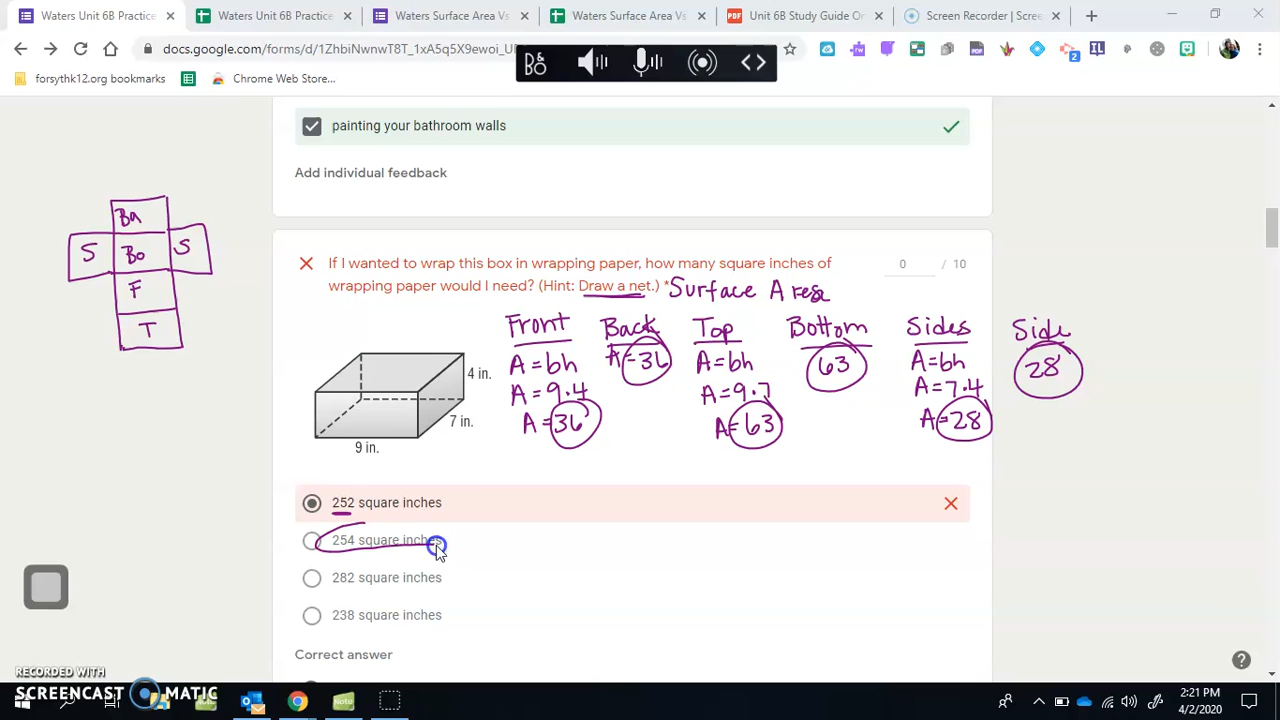 Waters Unit 6B Practice
Waters Unit 6B Practice
Waters Surface Area Vs
Waters Surface Area Vs
Unit 6B Study Guide
Screen Recorder | Scree
docs.google.com/forms/d/1ZhbiNwnwT8T_1xA5q5X9ewoi_U
forsythk12.org bookmarks
Chrome Web Store...
painting your bathroom walls
Add individual feedback
Ba
S Bo S
F
T
If I wanted to wrap this box in wrapping paper, how many square inches of
wrapping paper would I need? (Hint: Draw a net.) *
0 / 10
Surface Area
Front Back Top Bottom Sides Side
A=bh A=36 A=bh 63 A=bh 28
A=9·4 A=9·7 A=7·4
A=36 A=63 A=28
4 in.
7 in.
9 in.
252 square inches
254 square inches
282 square inches
238 square inches
Correct answer
RECORDED WITH
SCREENCAST MATIC
2:21 PM
4/2/2020